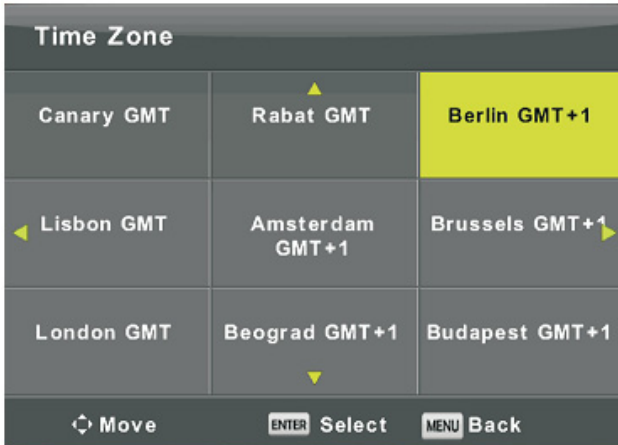 Time Zone
Canary GMT
Rabat GMT
Berlin GMT+1
Lisbon GMT
Amsterdam
GMT+1
Brussels GMT+1
London GMT
Beograd GMT+1
Budapest GMT+1
Move
ENTER Select
MENU Back